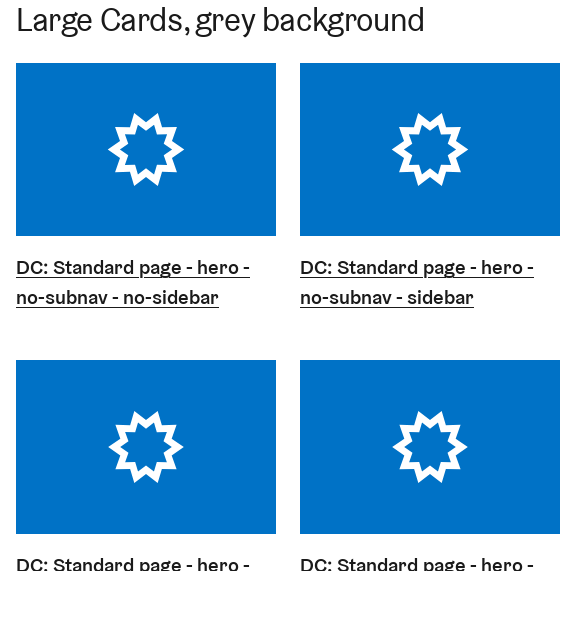 Large Cards, grey background
DC: Standard page - hero -
no-subnav - no-sidebar
DC: Standard page - hero -
no-subnav - sidebar
DC: Standard page - hero -
DC: Standard page - hero -